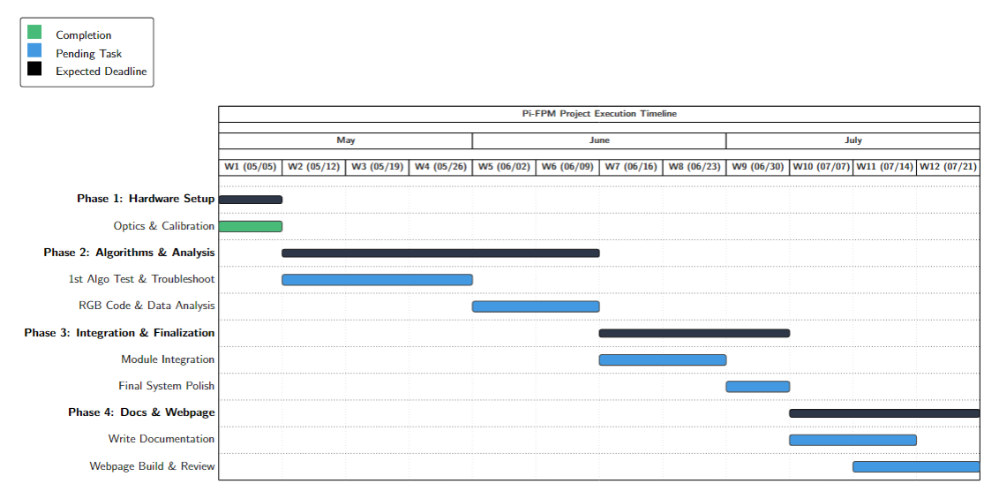 Completion
Pending Task
Expected Deadline
Pi-FPM Project Execution Timeline
May June July
W1 (05/05) W2 (05/12) W3 (05/19) W4 (05/26) W5 (06/02) W6 (06/09) W7 (06/16) W8 (06/23) W9 (06/30) W10 (07/07) W11 (07/14) W12 (07/21)
Phase 1: Hardware Setup
Optics & Calibration
Phase 2: Algorithms & Analysis
1st Algo Test & Troubleshoot
RGB Code & Data Analysis
Phase 3: Integration & Finalization
Module Integration
Final System Polish
Phase 4: Docs & Webpage
Write Documentation
Webpage Build & Review